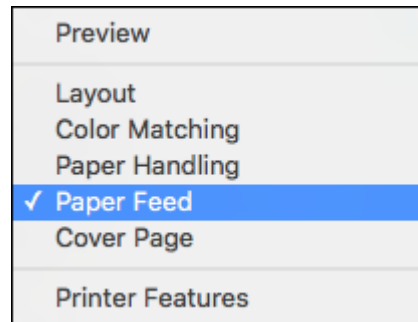 Preview
Layout
Color Matching
Paper Handling
✓ Paper Feed
Cover Page
Printer Features